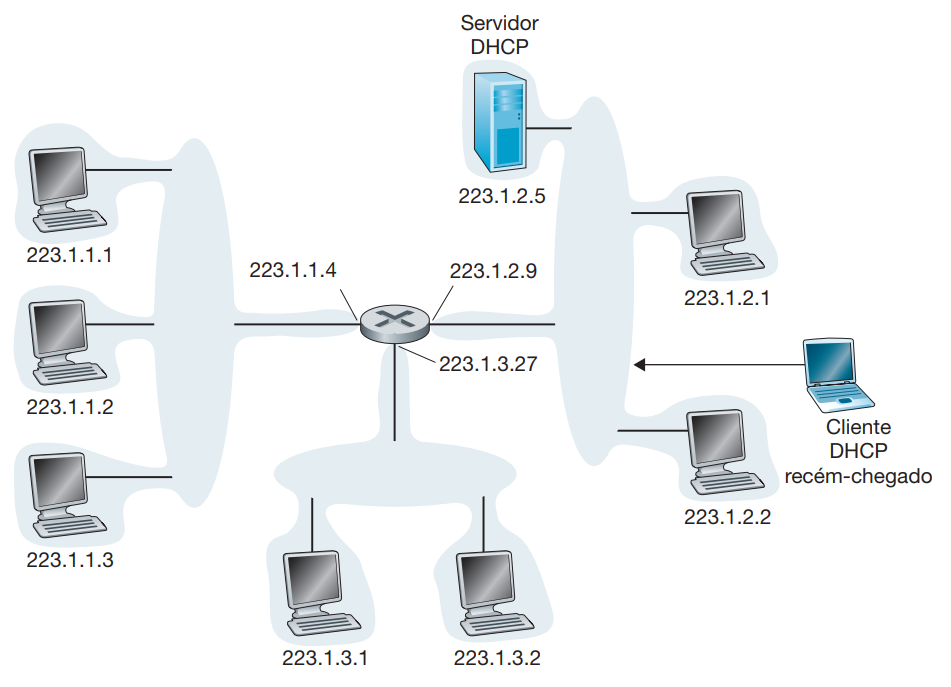 Servidor
DHCP
223.1.2.5
223.1.1.1
223.1.1.4
223.1.2.9
223.1.2.1
223.1.3.27
223.1.1.2
Cliente
DHCP
recém-chegado
223.1.2.2
223.1.1.3
223.1.3.1
223.1.3.2